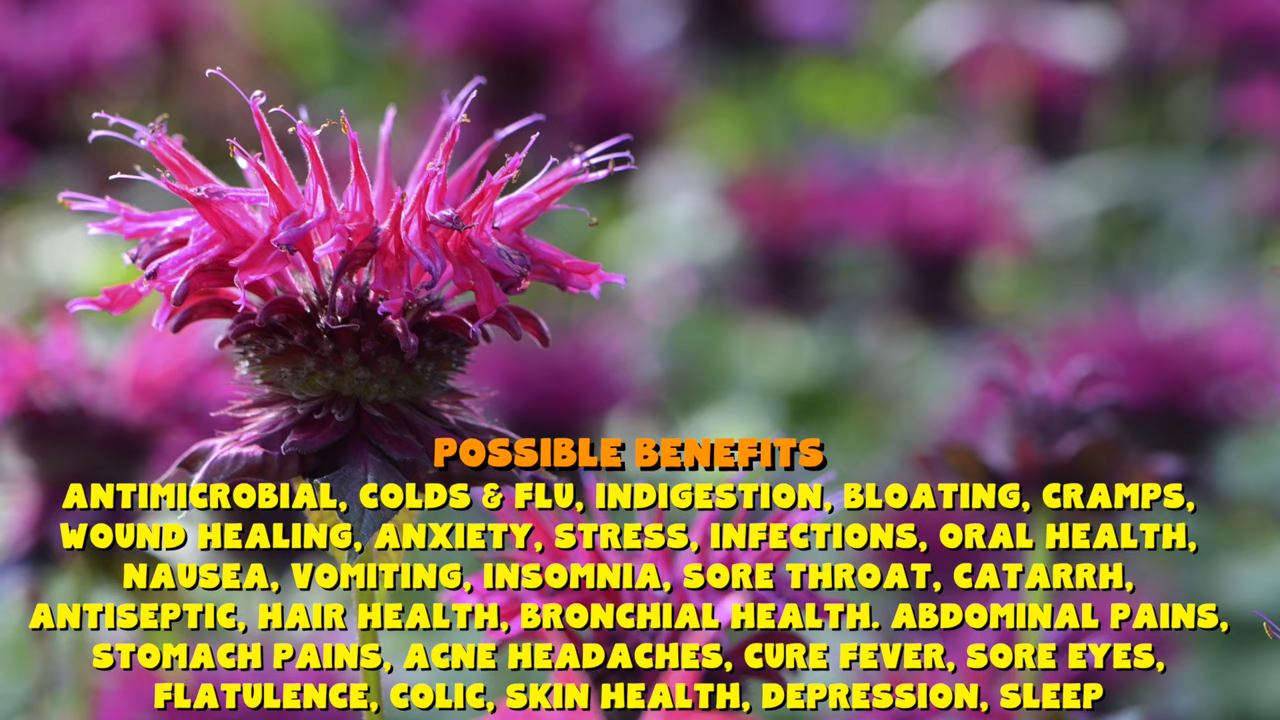 POSSIBLE BENEFITS
ANTIMICROBIAL, COLDS & FLU, INDIGESTION, BLOATING, CRAMPS,
WOUND HEALING, ANXIETY, STRESS, INFECTIONS, ORAL HEALTH,
NAUSEA, VOMITING, INSOMNIA, SORE THROAT, CATARRH,
ANTISEPTIC, HAIR HEALTH, BRONCHIAL HEALTH. ABDOMINAL PAINS,
STOMACH PAINS, ACNE HEADACHES, CURE FEVER, SORE EYES,
FLATULENCE, COLIC, SKIN HEALTH, DEPRESSION, SLEEP